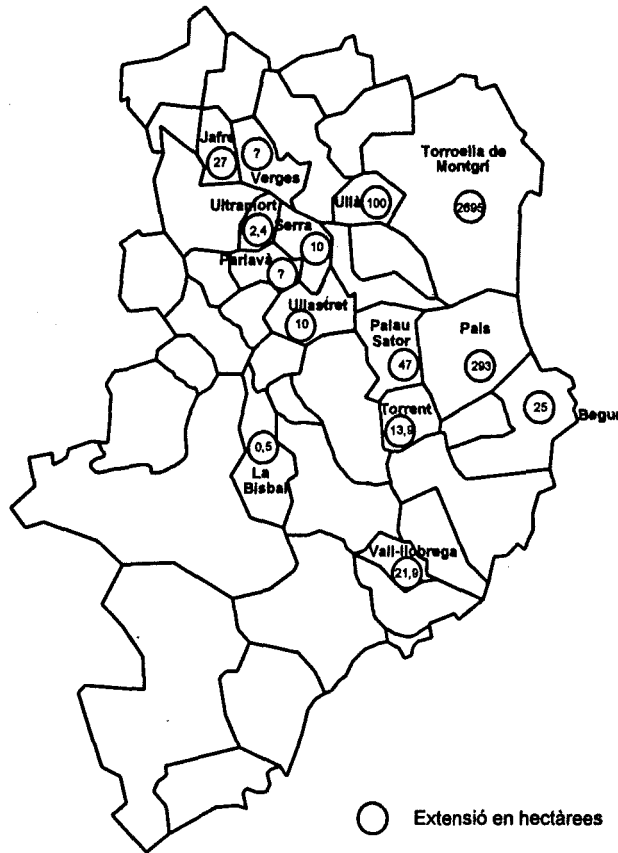 Jafre
27
?
Verges
Torroella de
Montgrí
2695
Ullà
100
Ultramort
2,4
Serra
10
Parlavà
?
Ullastret
10
Palau
Sator
47
Pals
293
Torrent
13,9
25
Begur
0,5
La
Bisbal
Vall-llobrega
21,9
Extensió en hectàrees